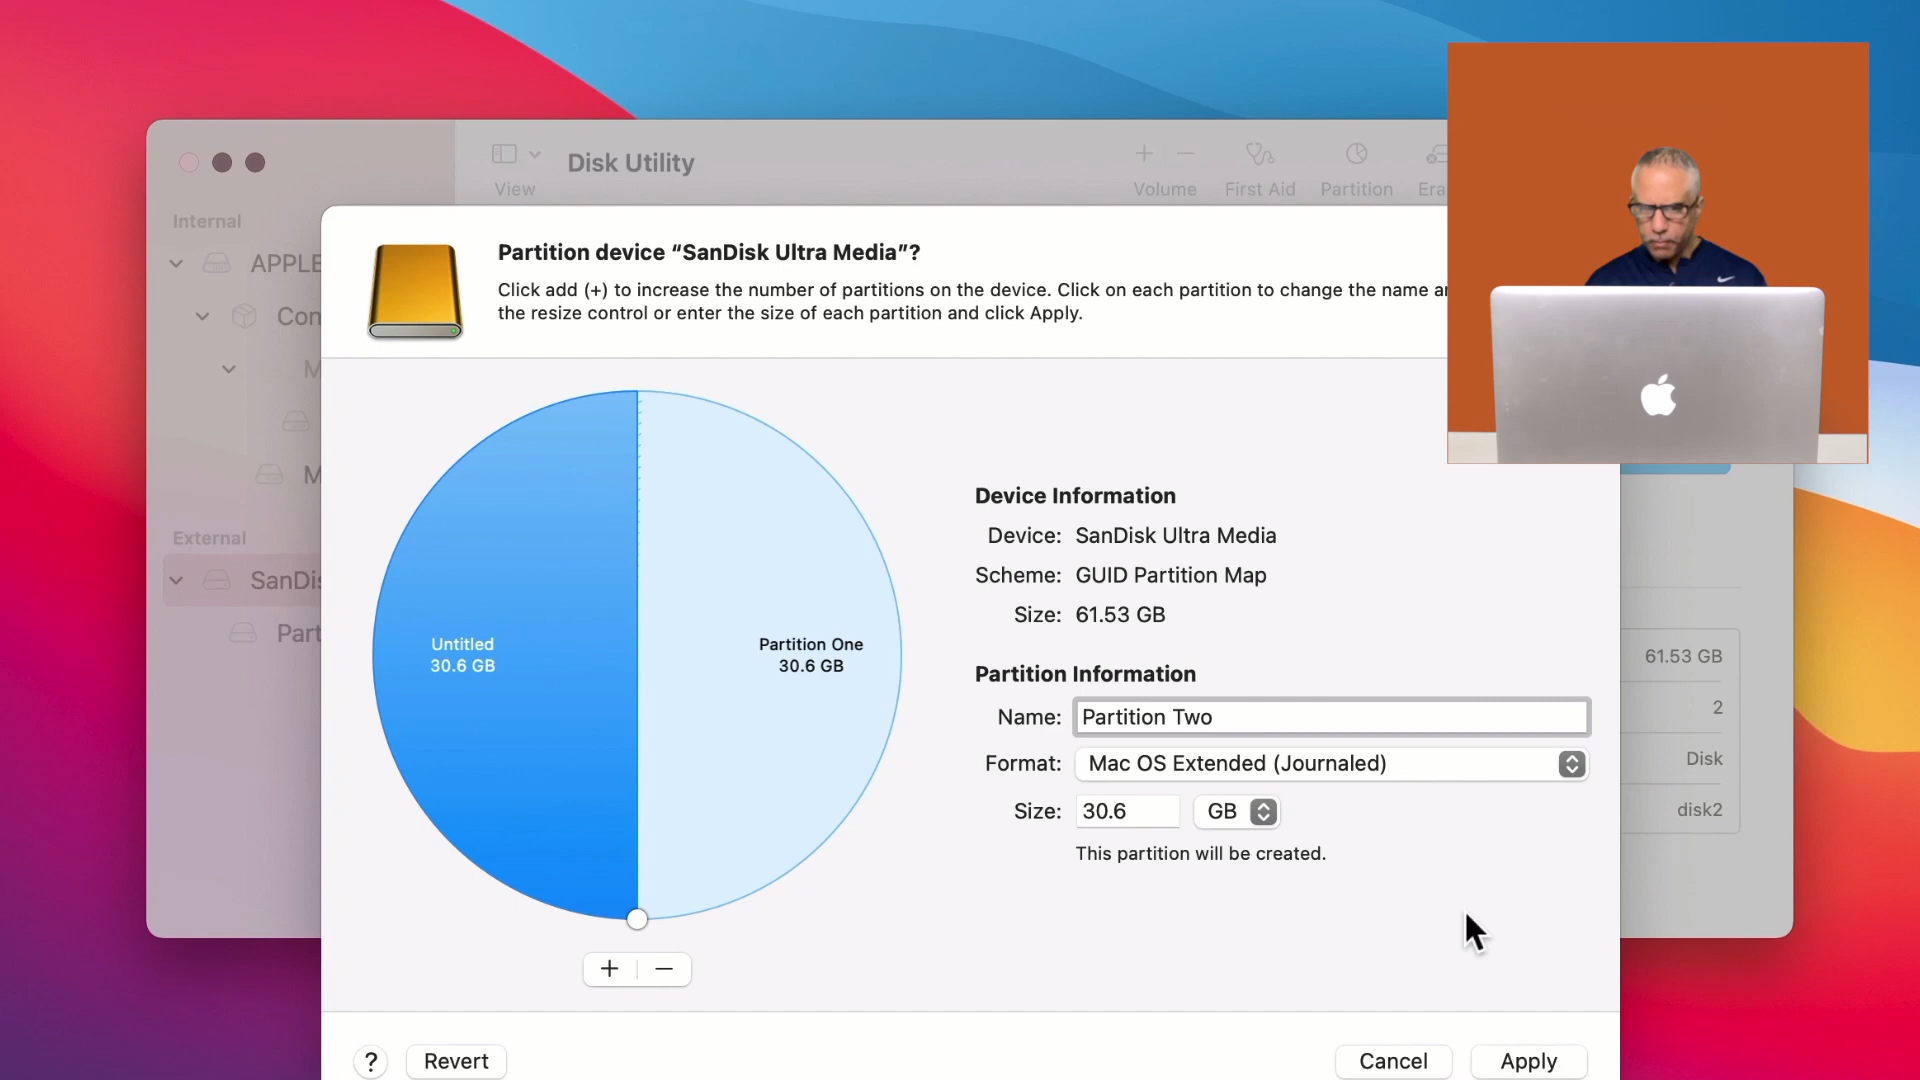 Disk Utility
View
Volume
First Aid
Partition
Era
Internal
APPLE
Con
M
M
External
SanDis
Part
Partition device “SanDisk Ultra Media”?
Click add (+) to increase the number of partitions on the device. Click on each partition to change the name a
the resize control or enter the size of each partition and click Apply.
Untitled
30.6 GB
Partition One
30.6 GB
Device Information
Device: SanDisk Ultra Media
Scheme: GUID Partition Map
Size: 61.53 GB
Partition Information
Name: Partition Two
Format: Mac OS Extended (Journaled)
Size: 30.6 GB
This partition will be created.
61.53 GB
2
Disk
disk2
+ −
? Revert
Cancel
Apply